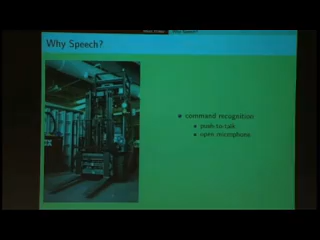 Why Speech?
command recognition
push-to-talk
open microphone